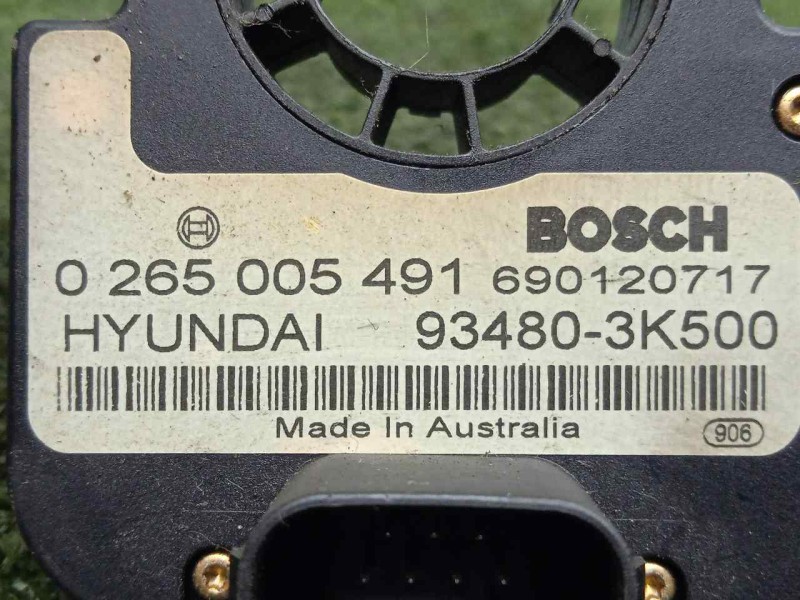 BOSCH
0 265 005 491 690120717
HYUNDAI 93480-3K500
Made In Australia 906